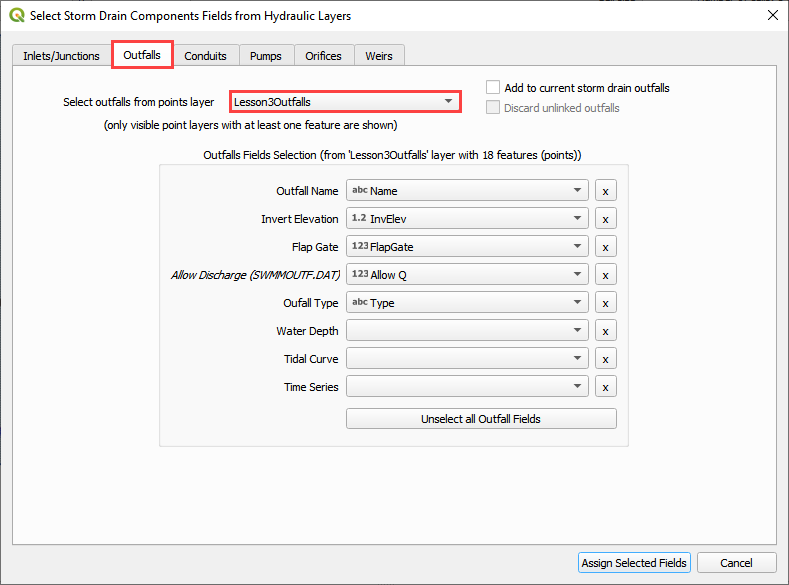 Select Storm Drain Components Fields from Hydraulic Layers
Inlets/Junctions Outfalls Conduits Pumps Orifices Weirs
Select outfalls from points layer Lesson3Outfalls Add to current storm drain outfalls
Discard unlinked outfalls
(only visible point layers with at least one feature are shown)
Outfalls Fields Selection (from 'Lesson3Outfalls' layer with 18 features (points))
Outfall Name abc Name x
Invert Elevation 1.2 InvElev x
Flap Gate 123 FlapGate x
Allow Discharge (SWMMOUTF.DAT) 123 Allow Q x
Oufall Type abc Type x
Water Depth x
Tidal Curve x
Time Series x
Unselect all Outfall Fields
Assign Selected Fields Cancel